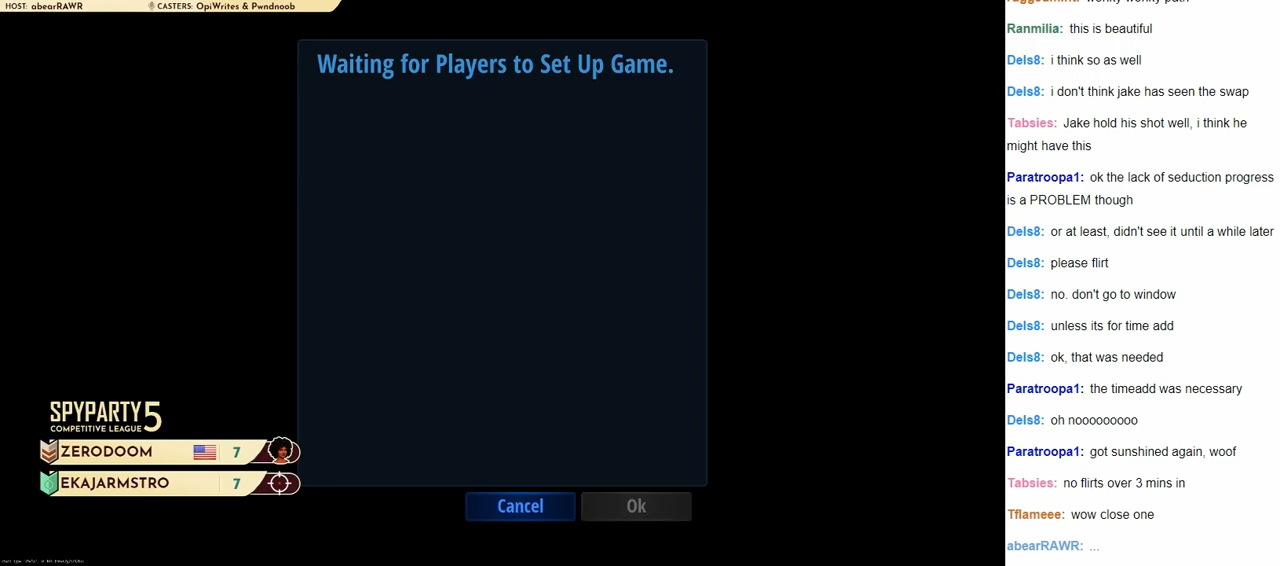 HOST: abearRAWR
CASTERS: OpiWrites & Pwndnoob
Waiting for Players to Set Up Game.
SPYPARTY 5
COMPETITIVE LEAGUE
ZERODOOM 7
EKAJARMSTRO 7
Cancel
Ok
Ranmilia: this is beautiful
Dels8: i think so as well
Dels8: i don't think jake has seen the swap
Tabsies: Jake hold his shot well, i think he
might have this
Paratroopa1: ok the lack of seduction progress
is a PROBLEM though
Dels8: or at least, didn't see it until a while later
Dels8: please flirt
Dels8: no. don't go to window
Dels8: unless its for time add
Dels8: ok, that was needed
Paratroopa1: the timeadd was necessary
Dels8: oh nooooooooo
Paratroopa1: got sunshined again, woof
Tabsies: no flirts over 3 mins in
Tflameee: wow close one
abearRAWR: ...